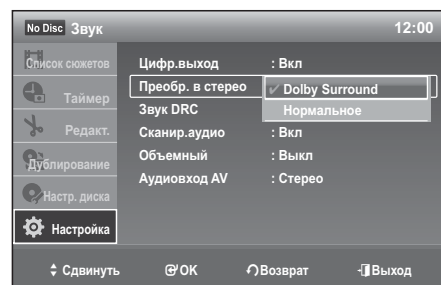 No Disc Звук 12:00
Список сюжетов
Таймер
Редакт.
Дублирование
Настр. диска
Настройка
Цифр.выход : Вкл
Преобр. в стерео ✔ Dolby Surround
Нормальное
Звук DRC
Сканир.аудио : Вкл
Объемный : Выкл
Аудиовход AV : Стерео
Сдвинуть OK Возврат Выход